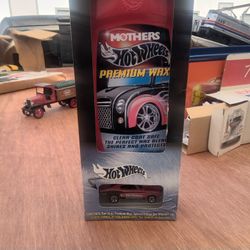 MOTHERS
Hot Wheels
PREMIUM WAX
CLEAR COAT SAFE
THE PERFECT WAX BLEND
SHINES AND PROTECTS
Hot Wheels